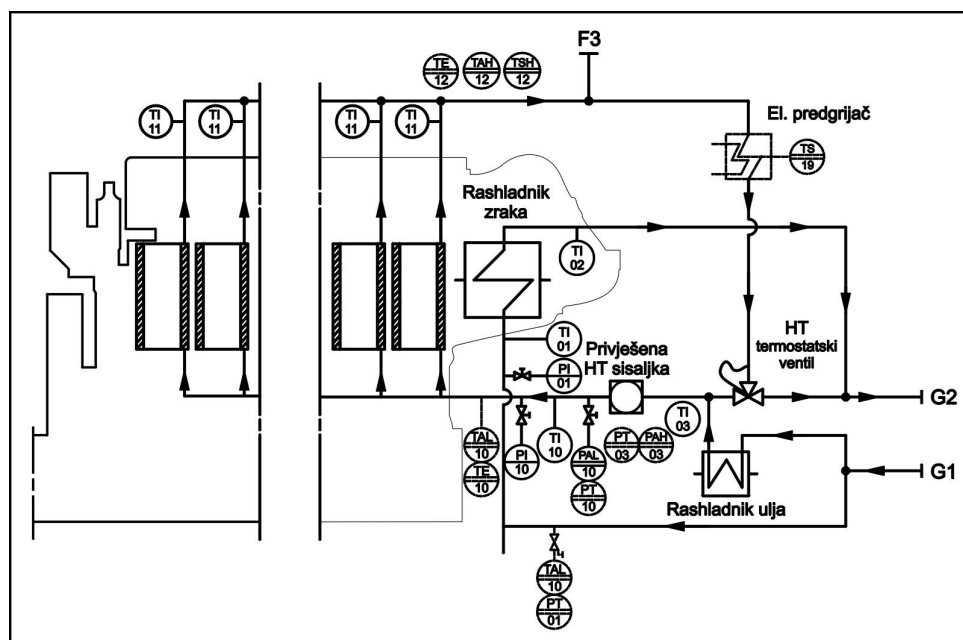 F3
TE
12
TAH
12
TSH
12
El. predgrijač
TI
11
TI
11
TI
11
TI
11
TS
19
Rashladnik
zraka
TI
02
HT
termostatski
ventil
TI
01
Privješena
HT sisaljka
PI
01
TI
03
G2
TAL
10
TE
10
PI
10
TI
10
PAL
10
PT
10
PT
03
PAH
03
G1
Rashladnik ulja
TAL
10
PT
01